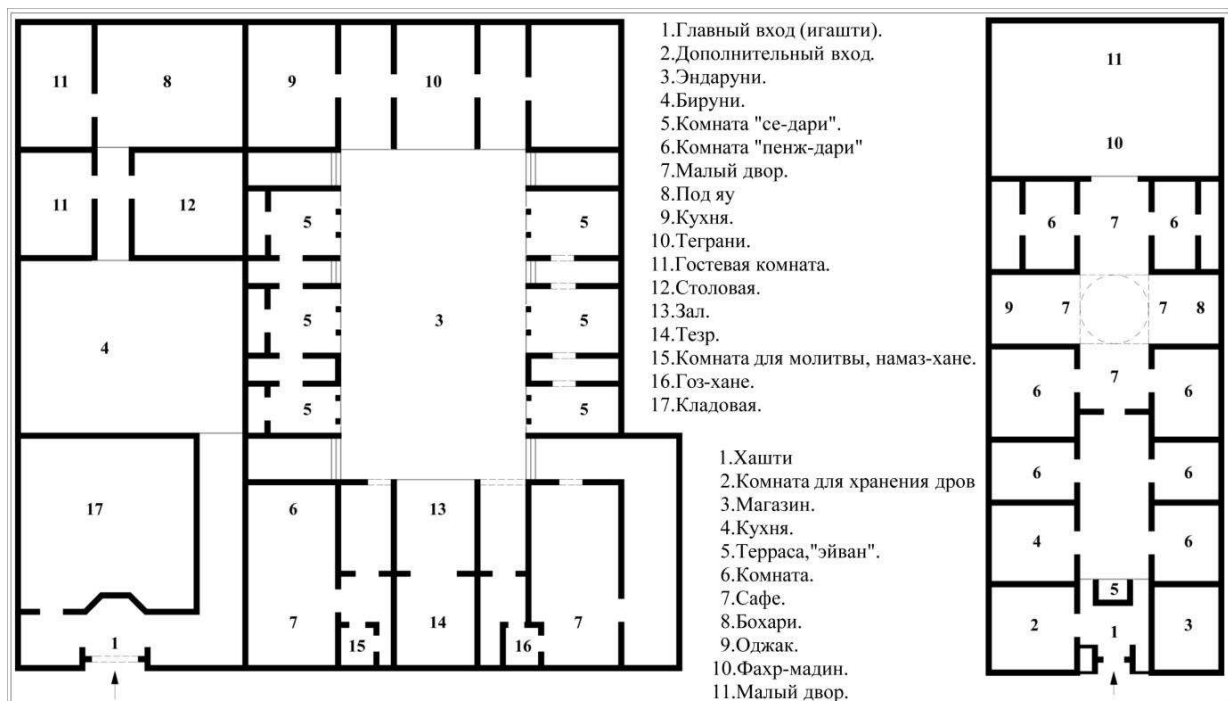 1.Главный вход (игашти).
2.Дополнительный вход.
3.Эндаруни.
4.Бируни.
5.Комната "се-дари".
6.Комната "пенж-дари"
7.Малый двор.
8.Под яу
9.Кухня.
10.Теграни.
11.Гостевая комната.
12.Столовая.
13.Зал.
14.Тезр.
15.Комната для молитвы, намаз-хане.
16.Гоз-хане.
17.Кладовая.
1.Хашти
2.Комната для хранения дров
3.Магазин.
4.Кухня.
5.Терраса,"эйван".
6.Комната.
7.Сафе.
8.Бохари.
9.Оджак.
10.Фахр-мадин.
11.Малый двор.
11 8 9 10
11 12 5 5
4 5 3 5
5 5
17 6 13
7 14 7
1 15 16
11
10
6 7 6
9 7 7 8
7
6 6
6 6
4 6
5
2 1 3